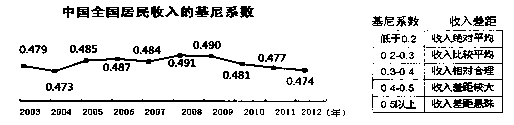 中国全国居民收入的基尼系数
0.479
0.473
0.485
0.487
0.484
0.491
0.490
0.481
0.477
0.474
2003 2004 2005 2006 2007 2008 2009 2010 2011 2012 (年)
基尼系数 收入差距
低于0.2 收入绝对平均
0.2-0.3 收入比较平均
0.3-0.4 收入相对合理
0.4-0.5 收入差距较大
0.5以上 收入差距悬殊